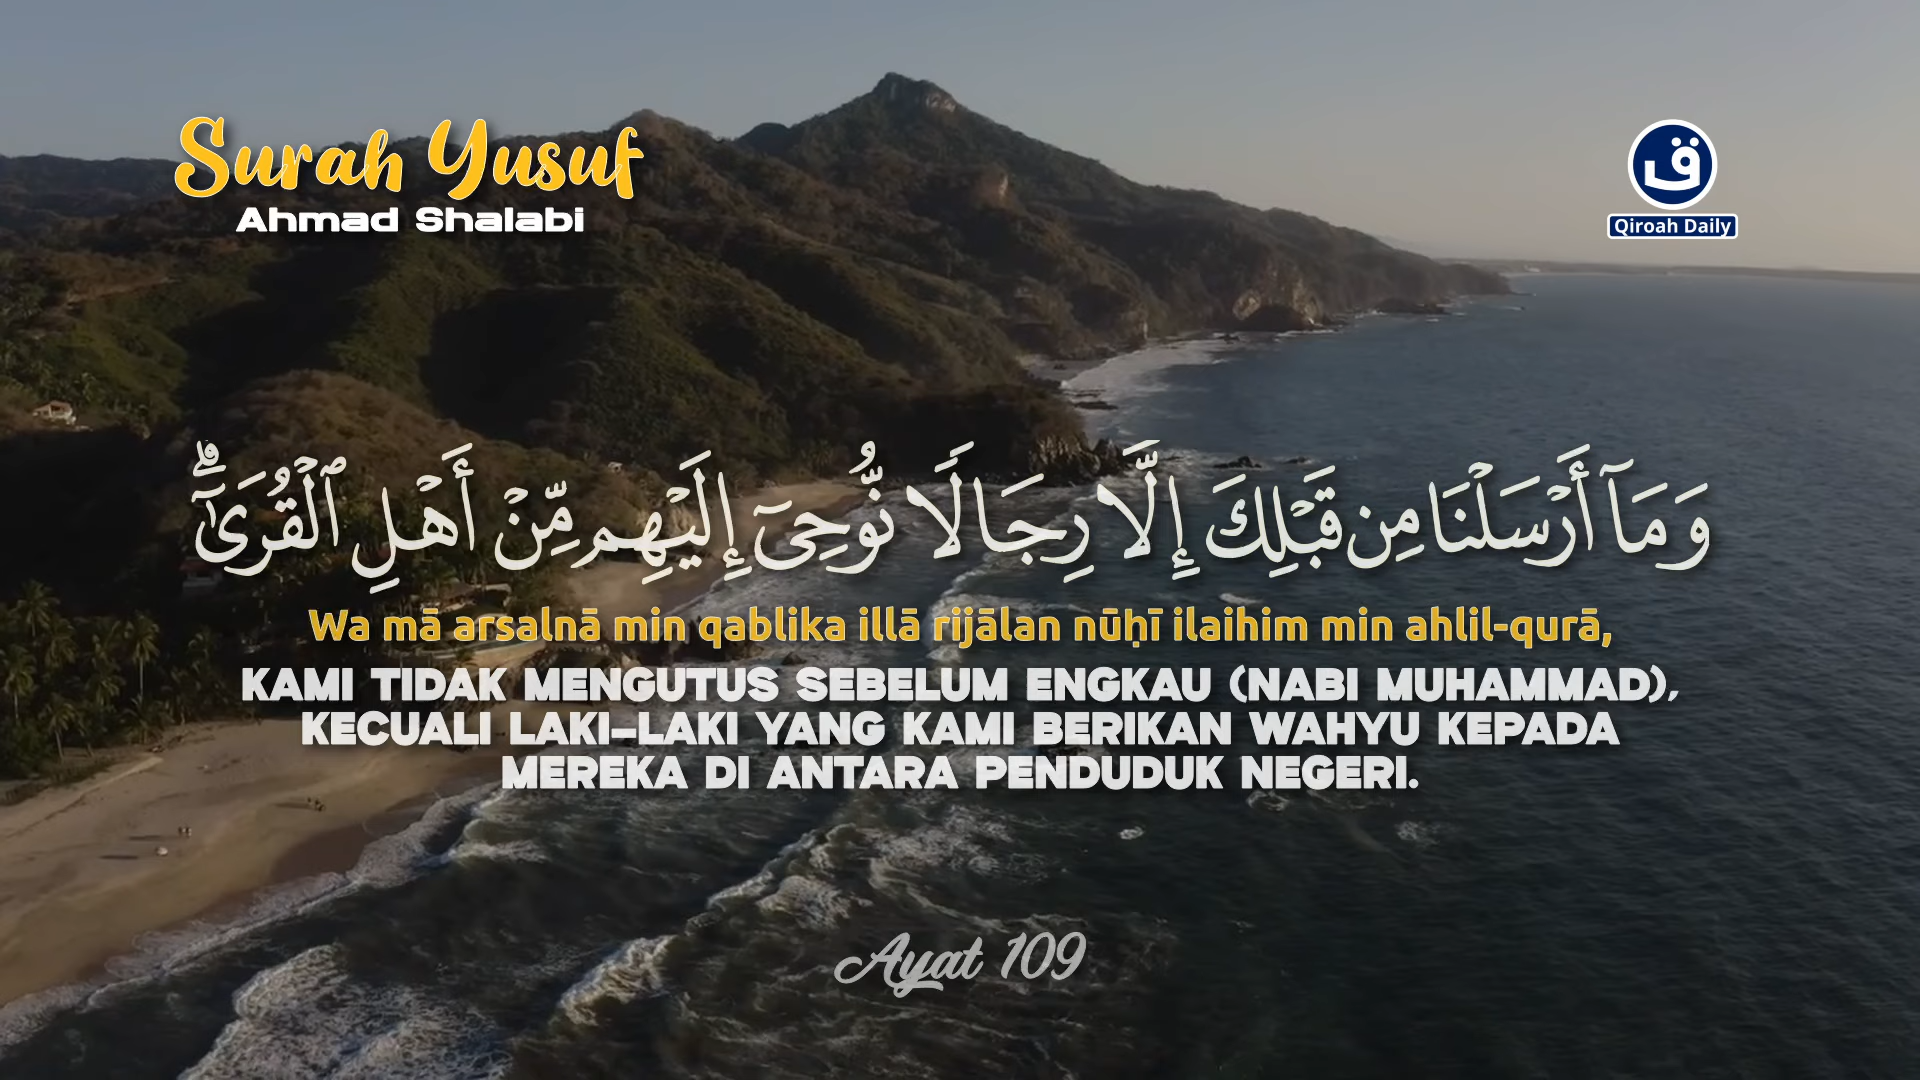 Surah Yusuf
Ahmad Shalabi
ق
Qiroah Daily
وَمَآ أَرْسَلْنَا مِن قَبْلِكَ إِلَّا رِجَالًا نُّوحِىٓ إِلَيْهِم مِّنْ أَهْلِ ٱلْقُرَىٰٓ ۗ
Wa mā arsalnā min qablika illā rijālan nūḥī ilaihim min ahlil-qurā,
KAMI TIDAK MENGUTUS SEBELUM ENGKAU (NABI MUHAMMAD),
KECUALI LAKI-LAKI YANG KAMI BERIKAN WAHYU KEPADA
MEREKA DI ANTARA PENDUDUK NEGERI.
Ayat 109